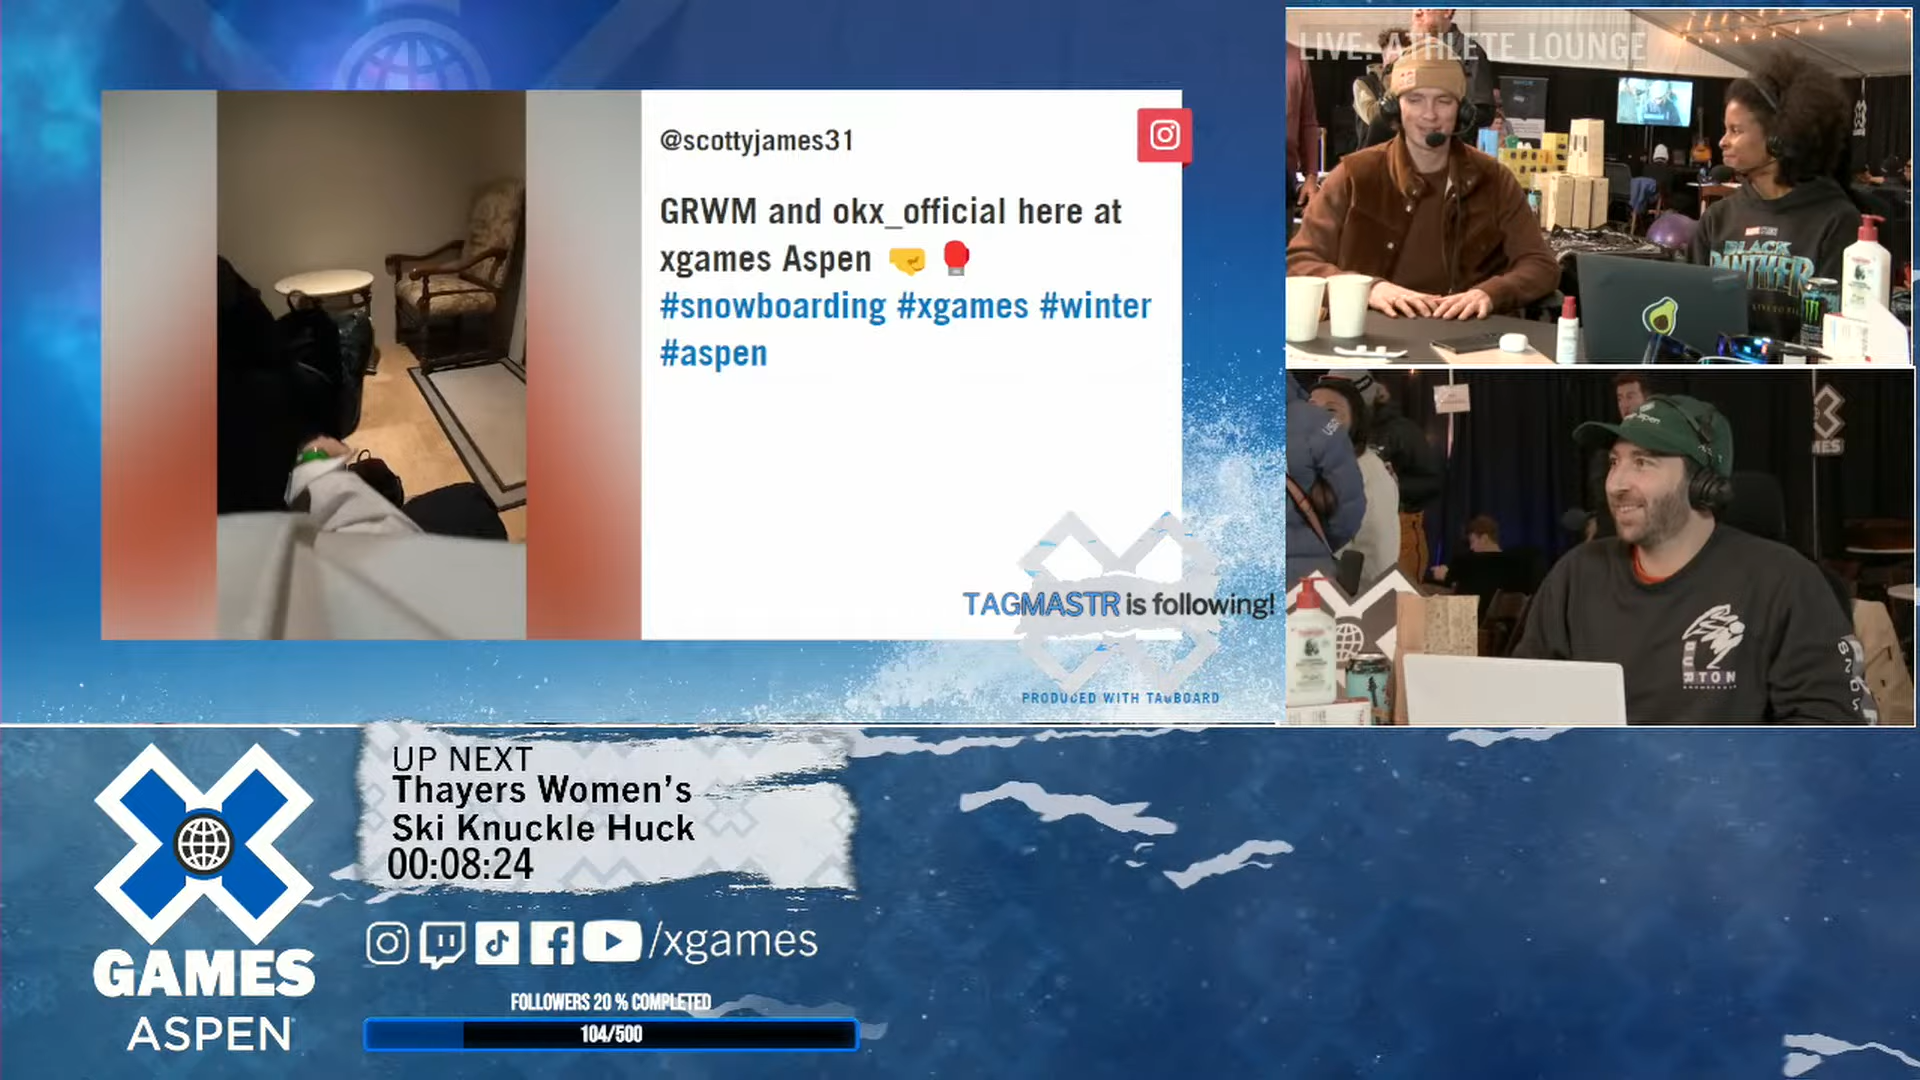 LIVE: ATHLETE LOUNGE
@scottyjames31
GRWM and okx_official here at
xgames Aspen
#snowboarding #xgames #winter
#aspen
TAGMASTR is following!
PRODUCED WITH TAGBOARD
BLACK
PANTHER
BURTON
UP NEXT
Thayers Women's
Ski Knuckle Huck
00:08:24
/xgames
FOLLOWERS 20 % COMPLETED
104/500
GAMES
ASPEN